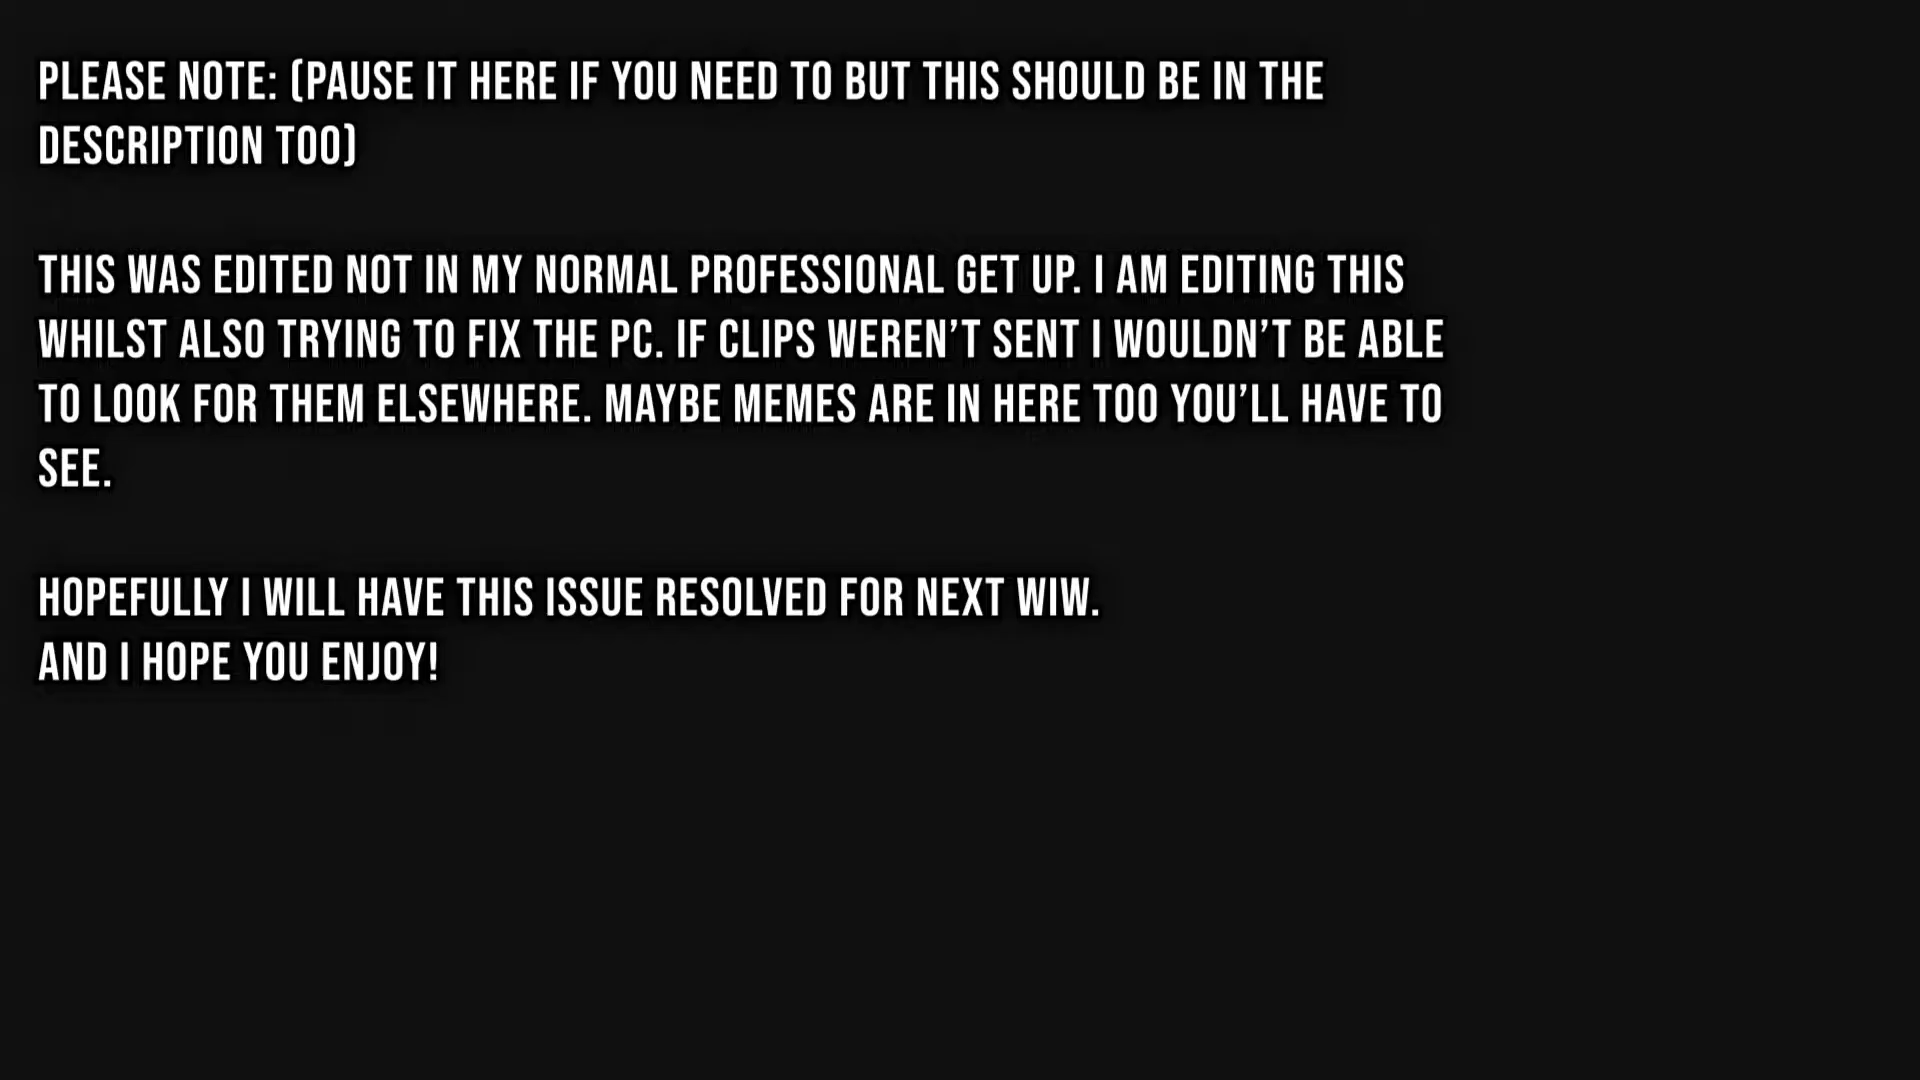 PLEASE NOTE: (PAUSE IT HERE IF YOU NEED TO BUT THIS SHOULD BE IN THE
DESCRIPTION TOO)
THIS WAS EDITED NOT IN MY NORMAL PROFESSIONAL GET UP. I AM EDITING THIS
WHILST ALSO TRYING TO FIX THE PC. IF CLIPS WEREN’T SENT I WOULDN’T BE ABLE
TO LOOK FOR THEM ELSEWHERE. MAYBE MEMES ARE IN HERE TOO YOU’LL HAVE TO
SEE.
HOPEFULLY I WILL HAVE THIS ISSUE RESOLVED FOR NEXT WIW.
AND I HOPE YOU ENJOY!